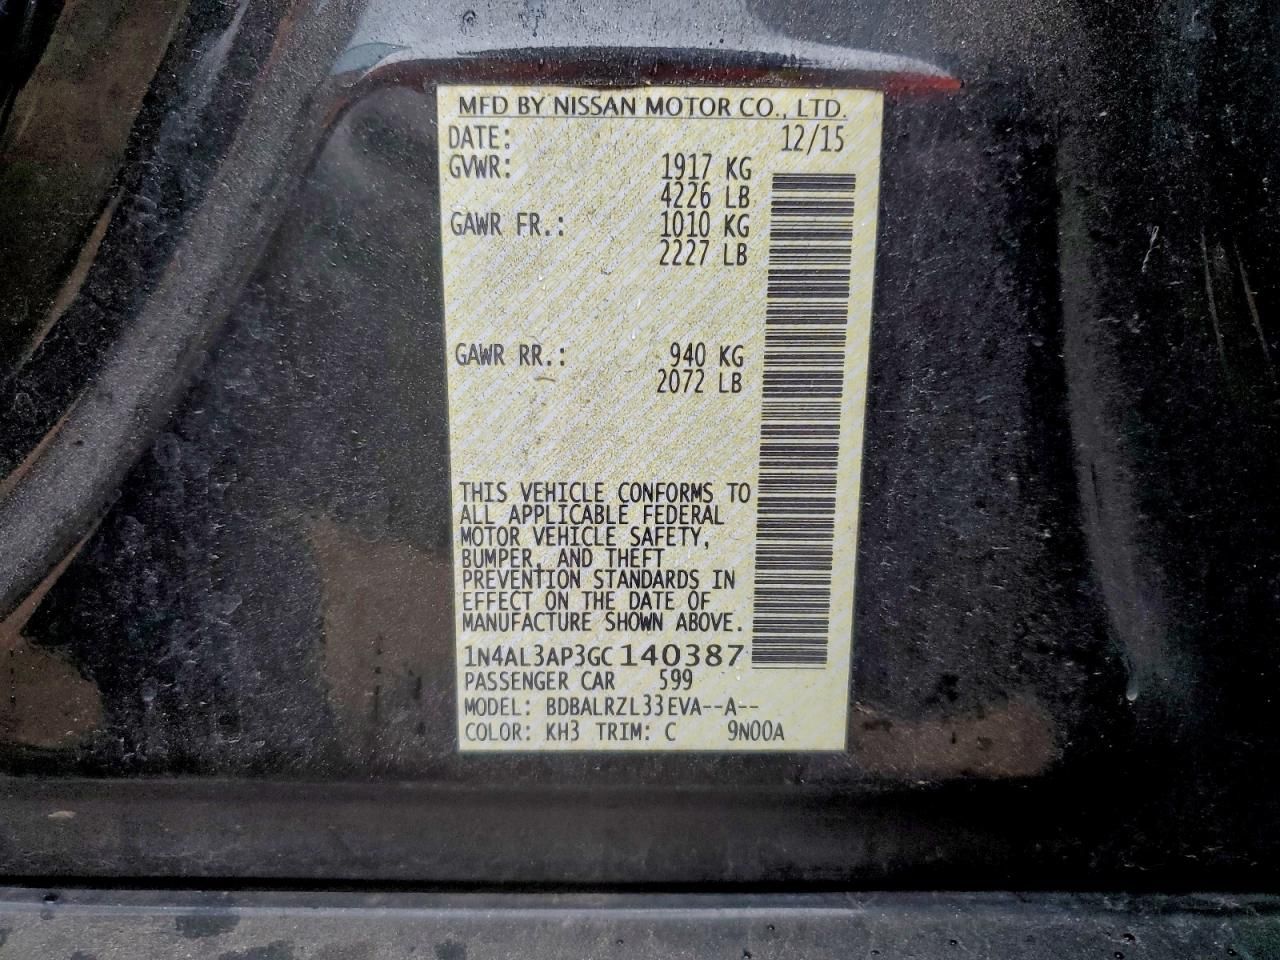 MFD BY NISSAN MOTOR CO., LTD.
DATE: 12/15
GVWR: 1917 KG
4226 LB
GAWR FR.: 1010 KG
2227 LB
GAWR RR.: 940 KG
2072 LB
THIS VEHICLE CONFORMS TO
ALL APPLICABLE FEDERAL
MOTOR VEHICLE SAFETY,
BUMPER, AND THEFT
PREVENTION STANDARDS IN
EFFECT ON THE DATE OF
MANUFACTURE SHOWN ABOVE.
1N4AL3AP3GC140387
PASSENGER CAR 599
MODEL: BDBALRZL33EVA--A--
COLOR: KH3 TRIM: C 9N00A